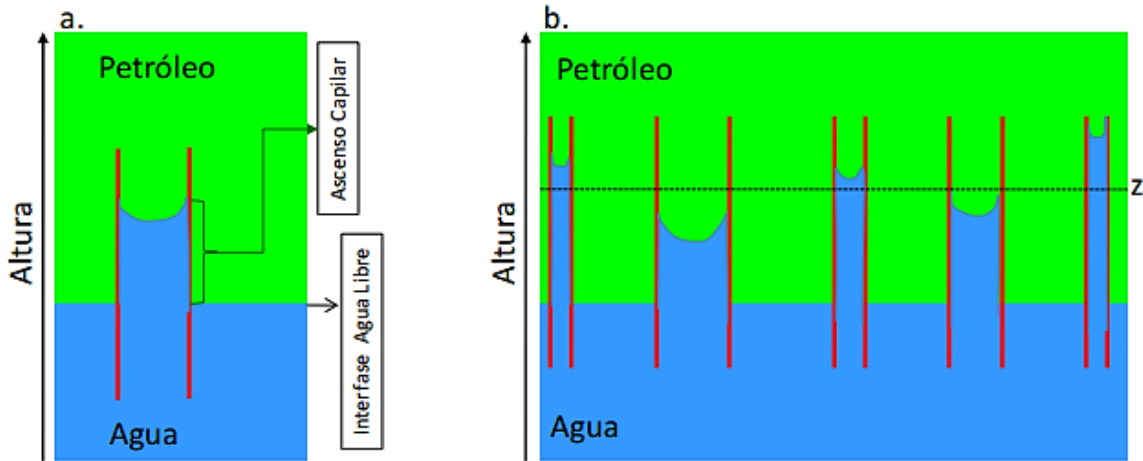 a.
Petróleo
Altura
Ascenso Capilar
Interfase Agua Libre
Agua
b.
Petróleo
Altura
z
Agua